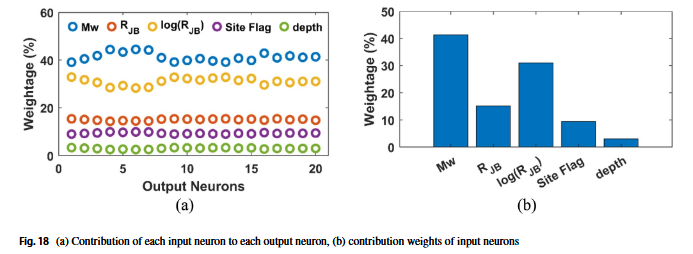 (a)
60
40
20
0
Weightage (%)
Mw R_JB log(R_JB) Site Flag depth
0 5 10 15 20
Output Neurons
(a)
(b)
50
40
30
20
10
0
Weightage (%)
Mw R_JB log(R_JB) Site Flag depth
(b)
Fig. 18 (a) Contribution of each input neuron to each output neuron, (b) contribution weights of input neurons